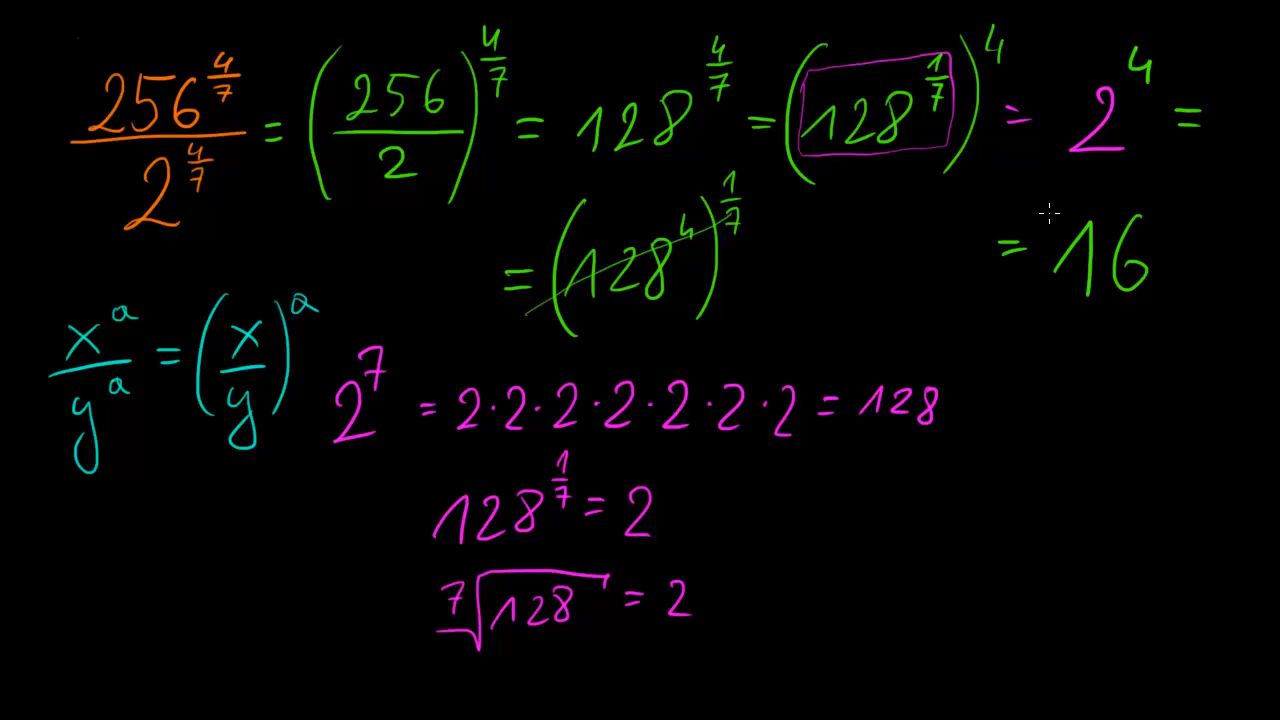 256^(4/7) / 2^(4/7) = (256/2)^(4/7) = 128^(4/7) = (128^(1/7))^4 = 2^4 =
= (128^4)^(1/7)
= 16
x^a / y^a = (x/y)^a
2^7 = 2·2·2·2·2·2·2 = 128
128^(1/7) = 2
⁷√128 = 2